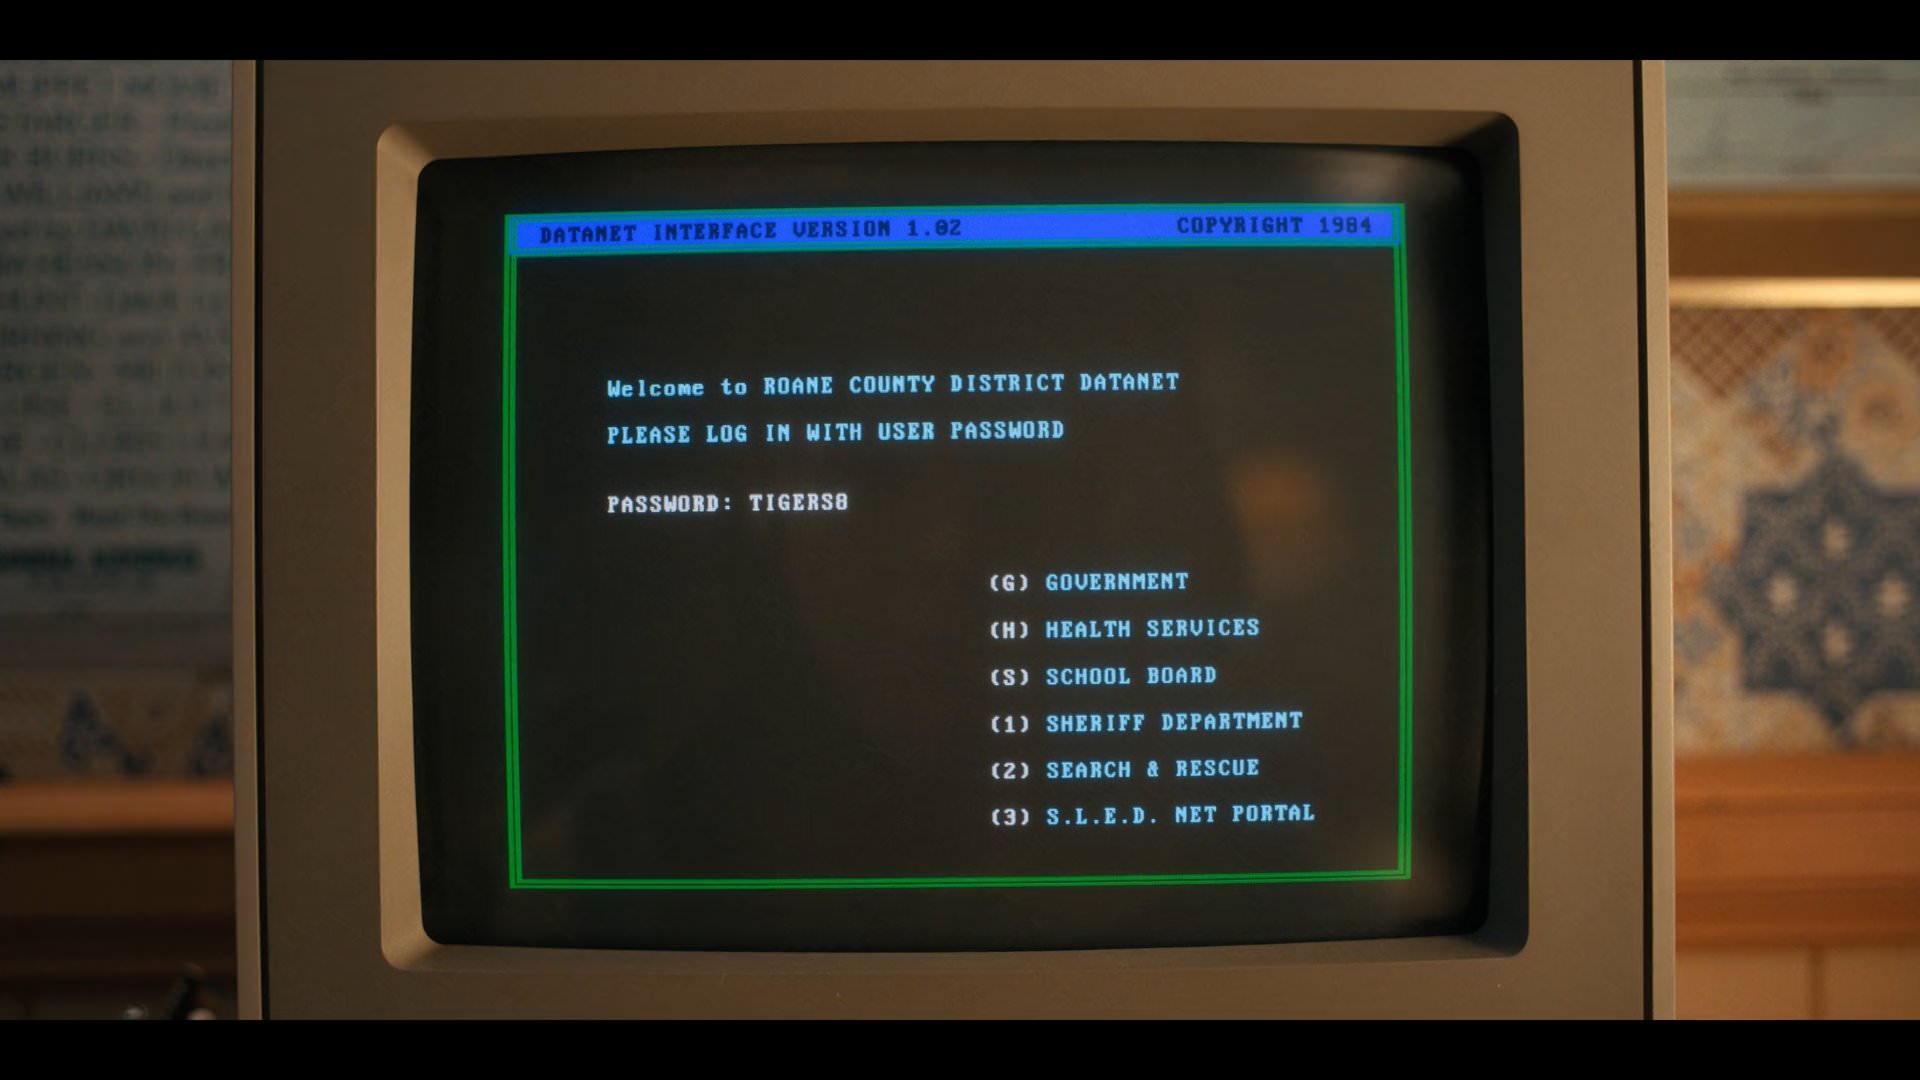 DATANET INTERFACE VERSION 1.02 COPYRIGHT 1984
Welcome to ROANE COUNTY DISTRICT DATANET
PLEASE LOG IN WITH USER PASSWORD
PASSWORD: TIGERS8
(G) GOVERNMENT
(H) HEALTH SERVICES
(S) SCHOOL BOARD
(1) SHERIFF DEPARTMENT
(2) SEARCH & RESCUE
(3) S.L.E.D. NET PORTAL